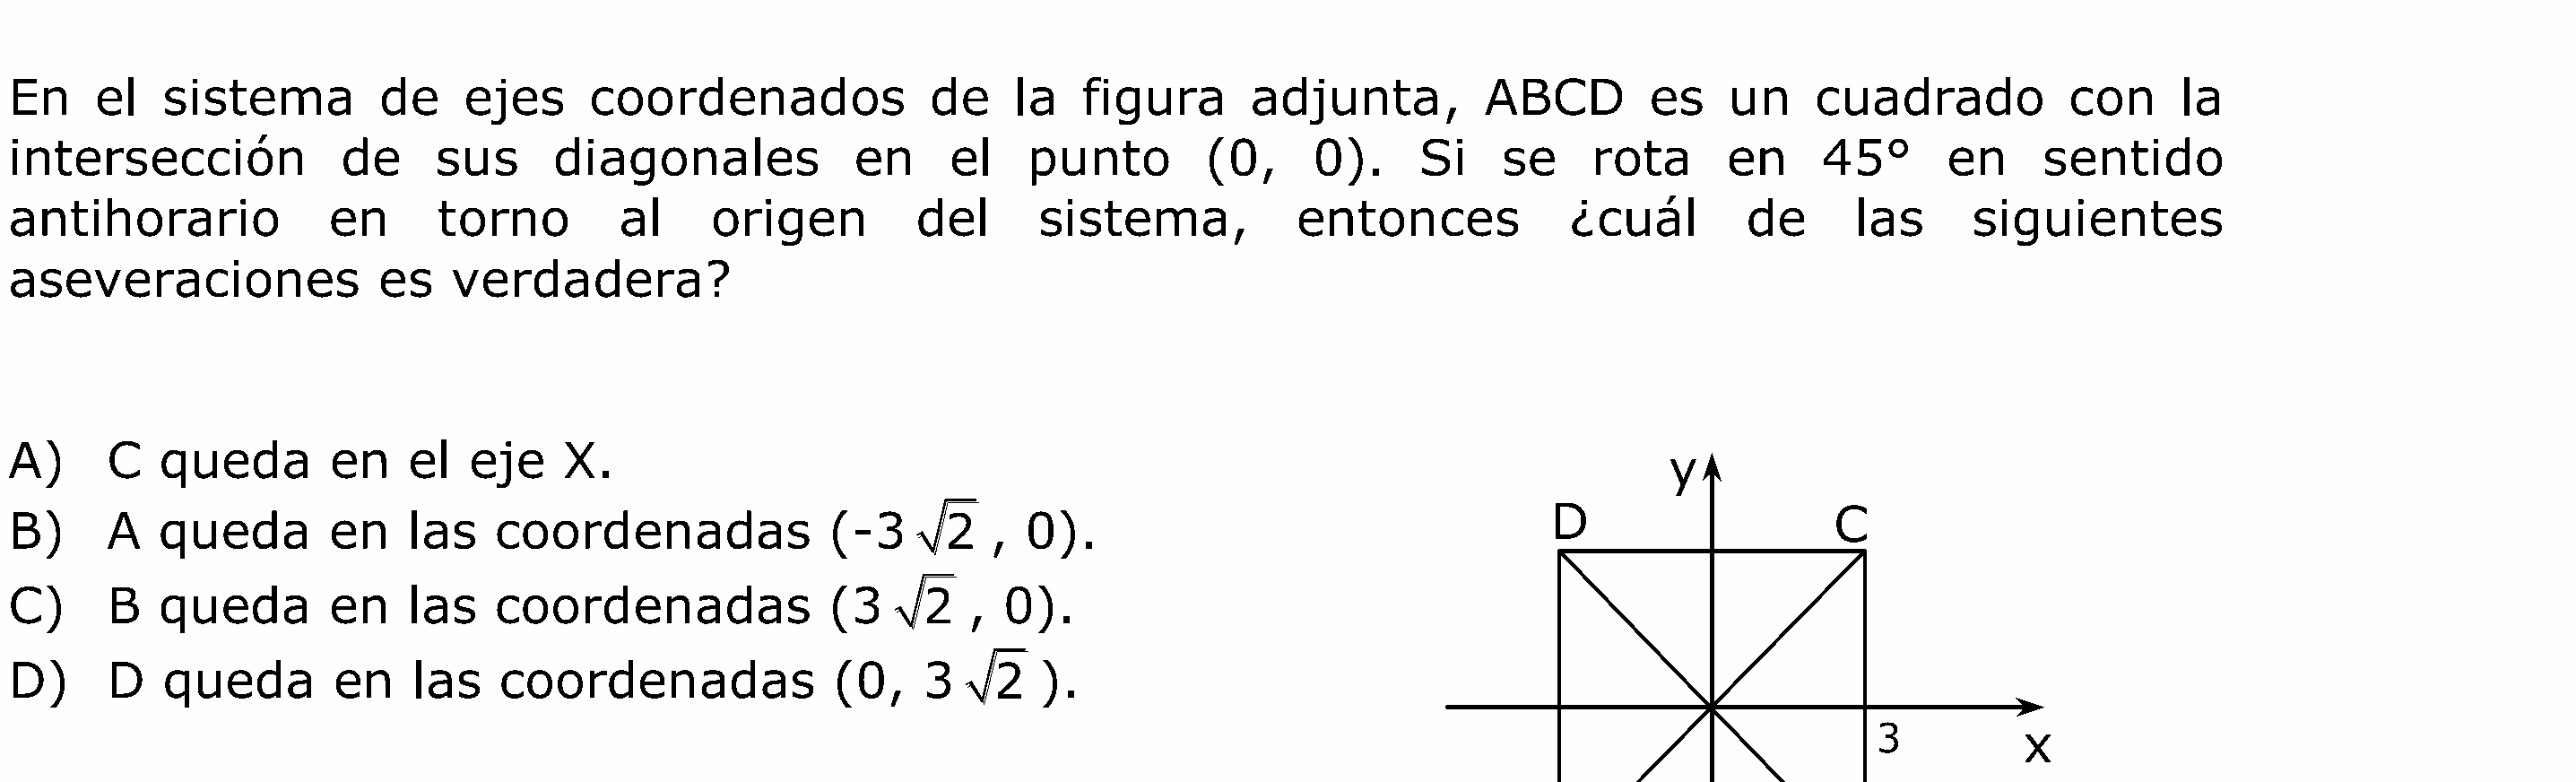 En el sistema de ejes coordenados de la figura adjunta, ABCD es un cuadrado con la
intersección de sus diagonales en el punto (0, 0). Si se rota en 45° en sentido
antihorario en torno al origen del sistema, entonces ¿cuál de las siguientes
aseveraciones es verdadera?
A) C queda en el eje X.
B) A queda en las coordenadas (-3√2 , 0).
C) B queda en las coordenadas (3√2 , 0).
D) D queda en las coordenadas (0, 3√2 ).
y
D C
3
x